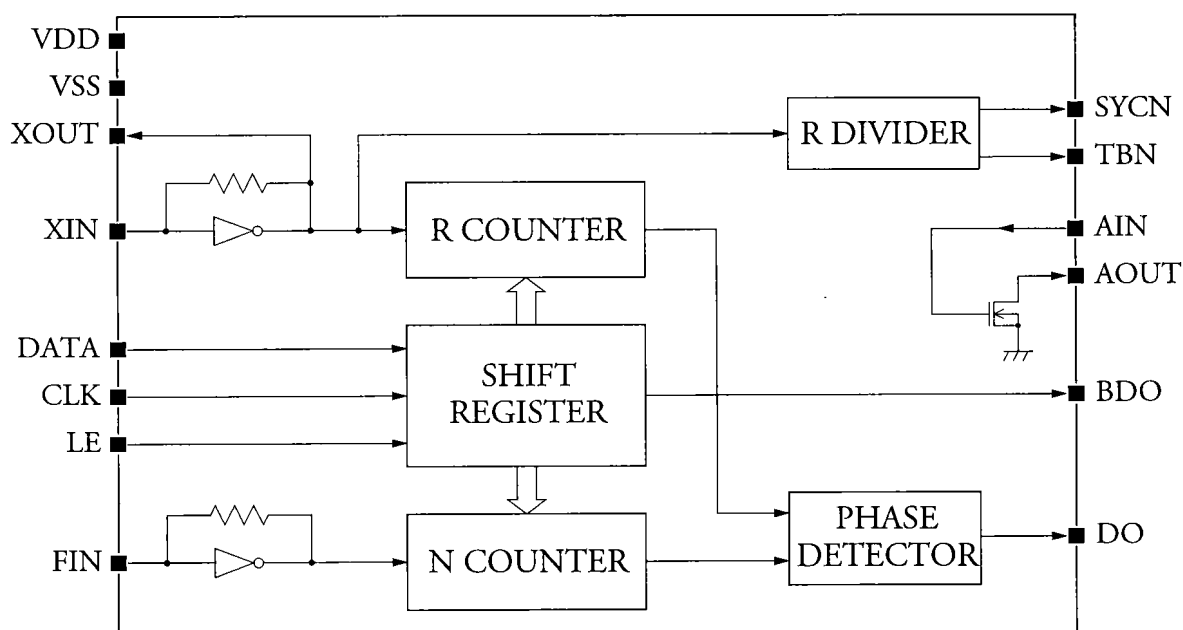 VDD
VSS
XOUT
XIN
DATA
CLK
LE
FIN
R COUNTER
SHIFT
REGISTER
N COUNTER
R DIVIDER
PHASE
DETECTOR
SYCN
TBN
AIN
AOUT
BDO
DO